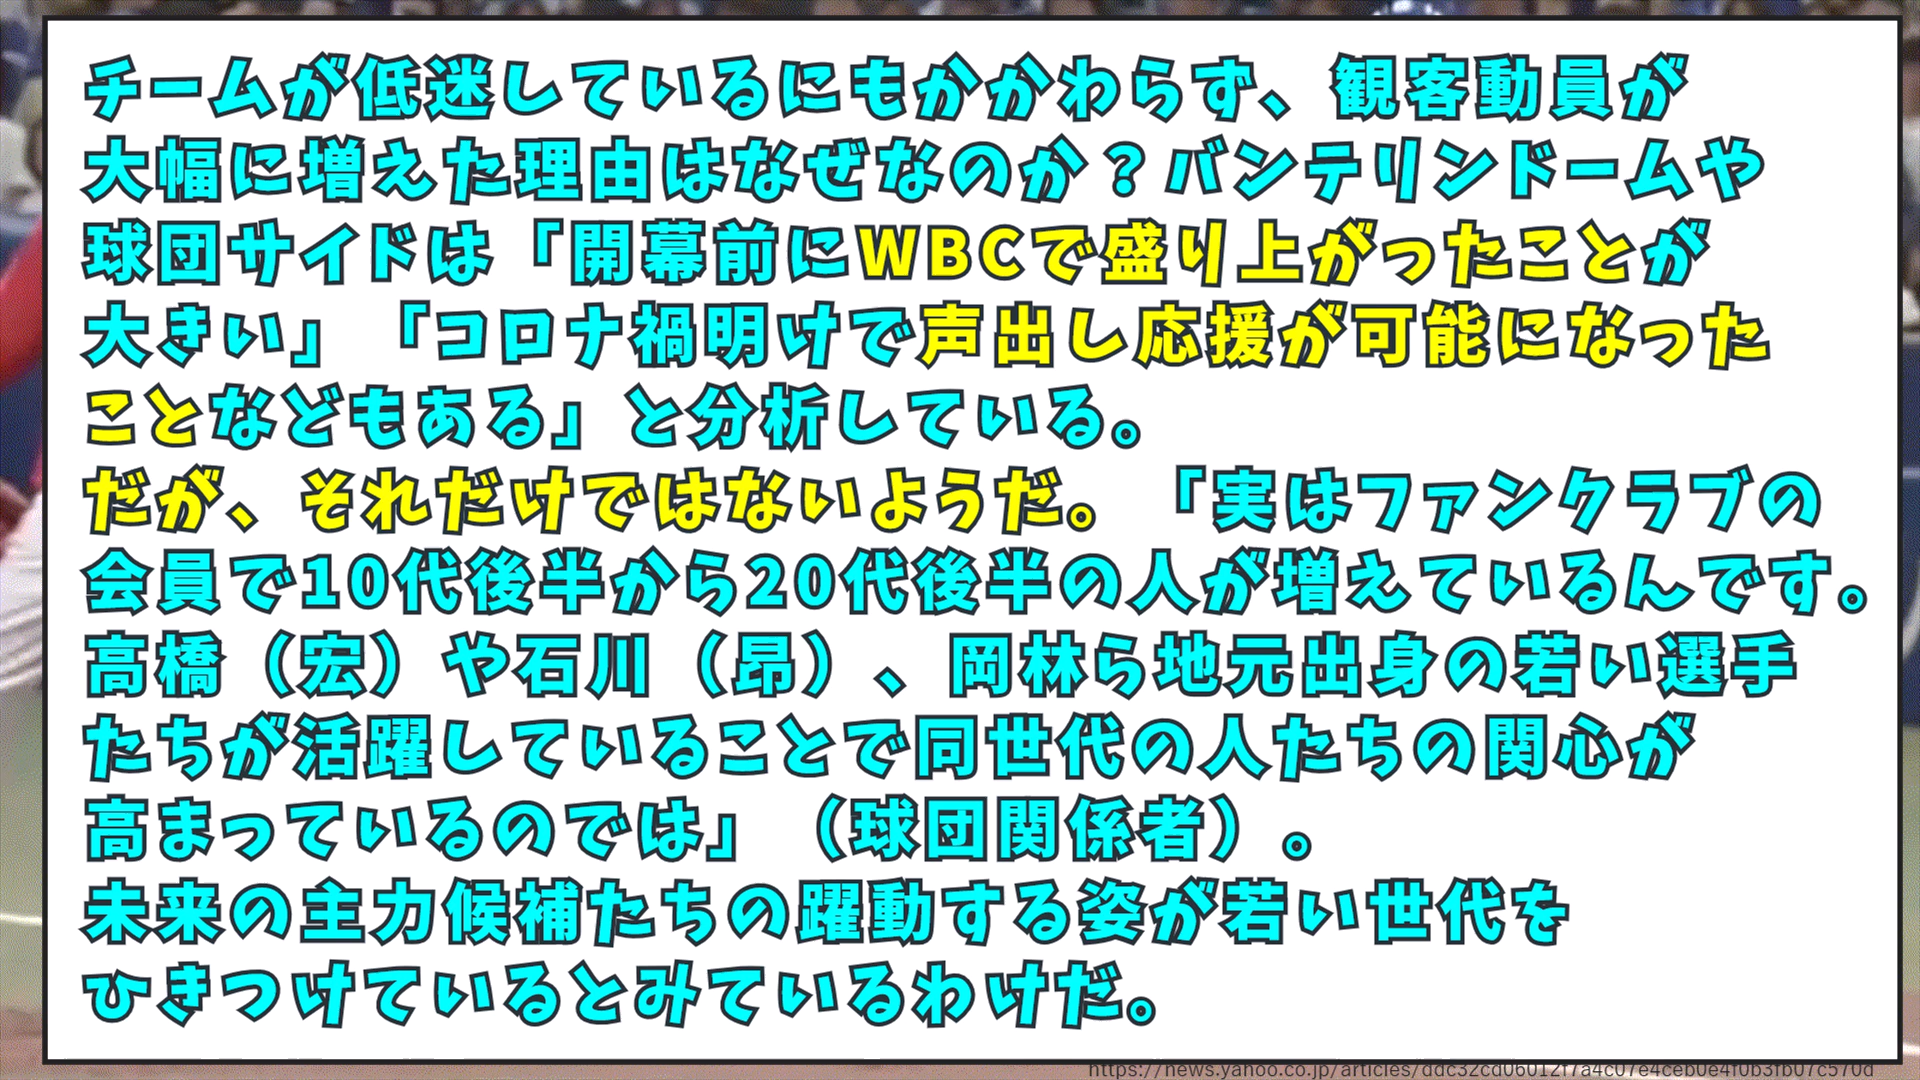 チームが低迷しているにもかかわらず、観客動員が
大幅に増えた理由はなぜなのか？バンテリンドームや
球団サイドは「開幕前にWBCで盛り上がったことが
大きい」「コロナ禍明けで声出し応援が可能になった
ことなどもある」と分析している。
だが、それだけではないようだ。「実はファンクラブの
会員で10代後半から20代後半の人が増えているんです。
高橋（宏）や石川（昂）、岡林ら地元出身の若い選手
たちが活躍していることで同世代の人たちの関心が
高まっているのでは」（球団関係者）。
未来の主力候補たちの躍動する姿が若い世代を
ひきつけているとみているわけだ。
https://news.yahoo.co.jp/articles/ddc32cd06012f7a4c07e4ceb0e4f0b3fb07c570d